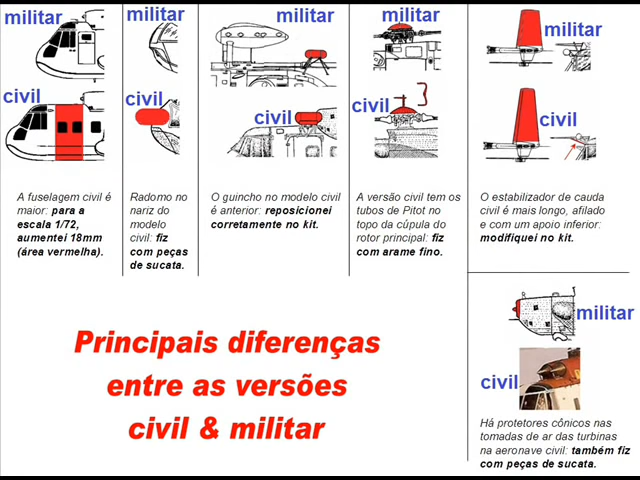 militar
civil
A fuselagem civil é
maior: para a
escala 1/72,
aumentei 18mm
(área vermelha).
militar
civil
Radomo no
nariz do
modelo
civil: fiz
com peças
de sucata.
militar
civil
O guincho no modelo civil
é anterior: reposicionei
corretamente no kit.
militar
civil
A versão civil tem os
tubos de Pitot no
topo da cúpula do
rotor principal: fiz
com arame fino.
militar
civil
O estabilizador de cauda
civil é mais longo, afilado
e com um apoio inferior:
modifiquei no kit.
militar
civil
Há protetores cônicos nas
tomadas de ar das turbinas
na aeronave civil: também fiz
com peças de sucata.
Principais diferenças
entre as versões
civil & militar